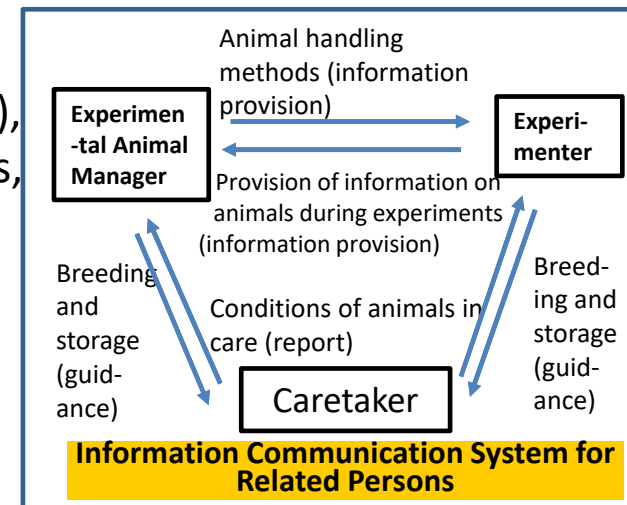 Animal handling
methods (information
provision)
),
s,
Experimen
-tal Animal
Manager
Experi-
menter
Provision of information on
animals during experiments
(information provision)
Breeding
and
storage
(guid-
ance)
Conditions of animals in
care (report)
Breed-
ing and
storage
(guid-
ance)
Caretaker
Information Communication System for
Related Persons